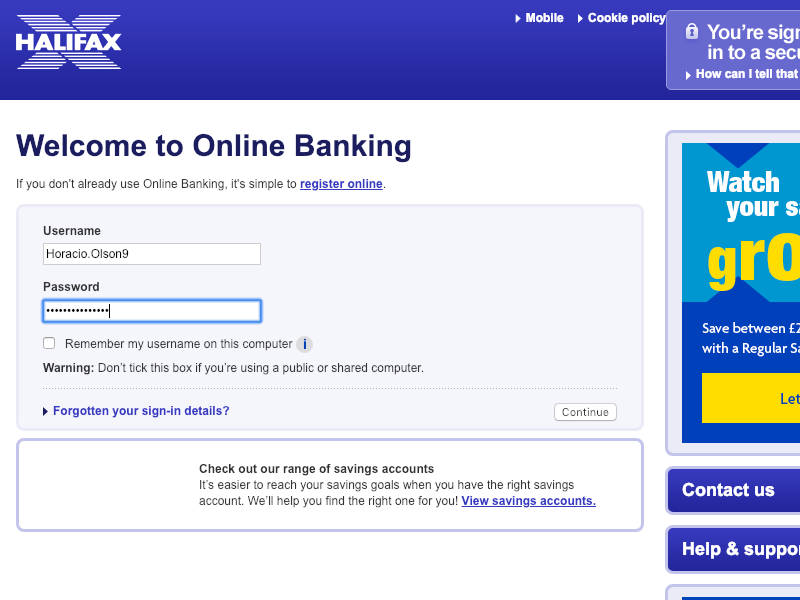 HALIFAX
Mobile
Cookie policy
You're sign
in to a secu
How can I tell that
Welcome to Online Banking
If you don't already use Online Banking, it's simple to register online.
Username
Horacio.Olson9
Password
•••••••••••••••
Remember my username on this computer i
Warning: Don't tick this box if you're using a public or shared computer.
Forgotten your sign-in details?
Continue
Check out our range of savings accounts
It's easier to reach your savings goals when you have the right savings
account. We'll help you find the right one for you! View savings accounts.
Watch
your sa
gro
Save between £2
with a Regular Sa
Let
Contact us
Help & suppor